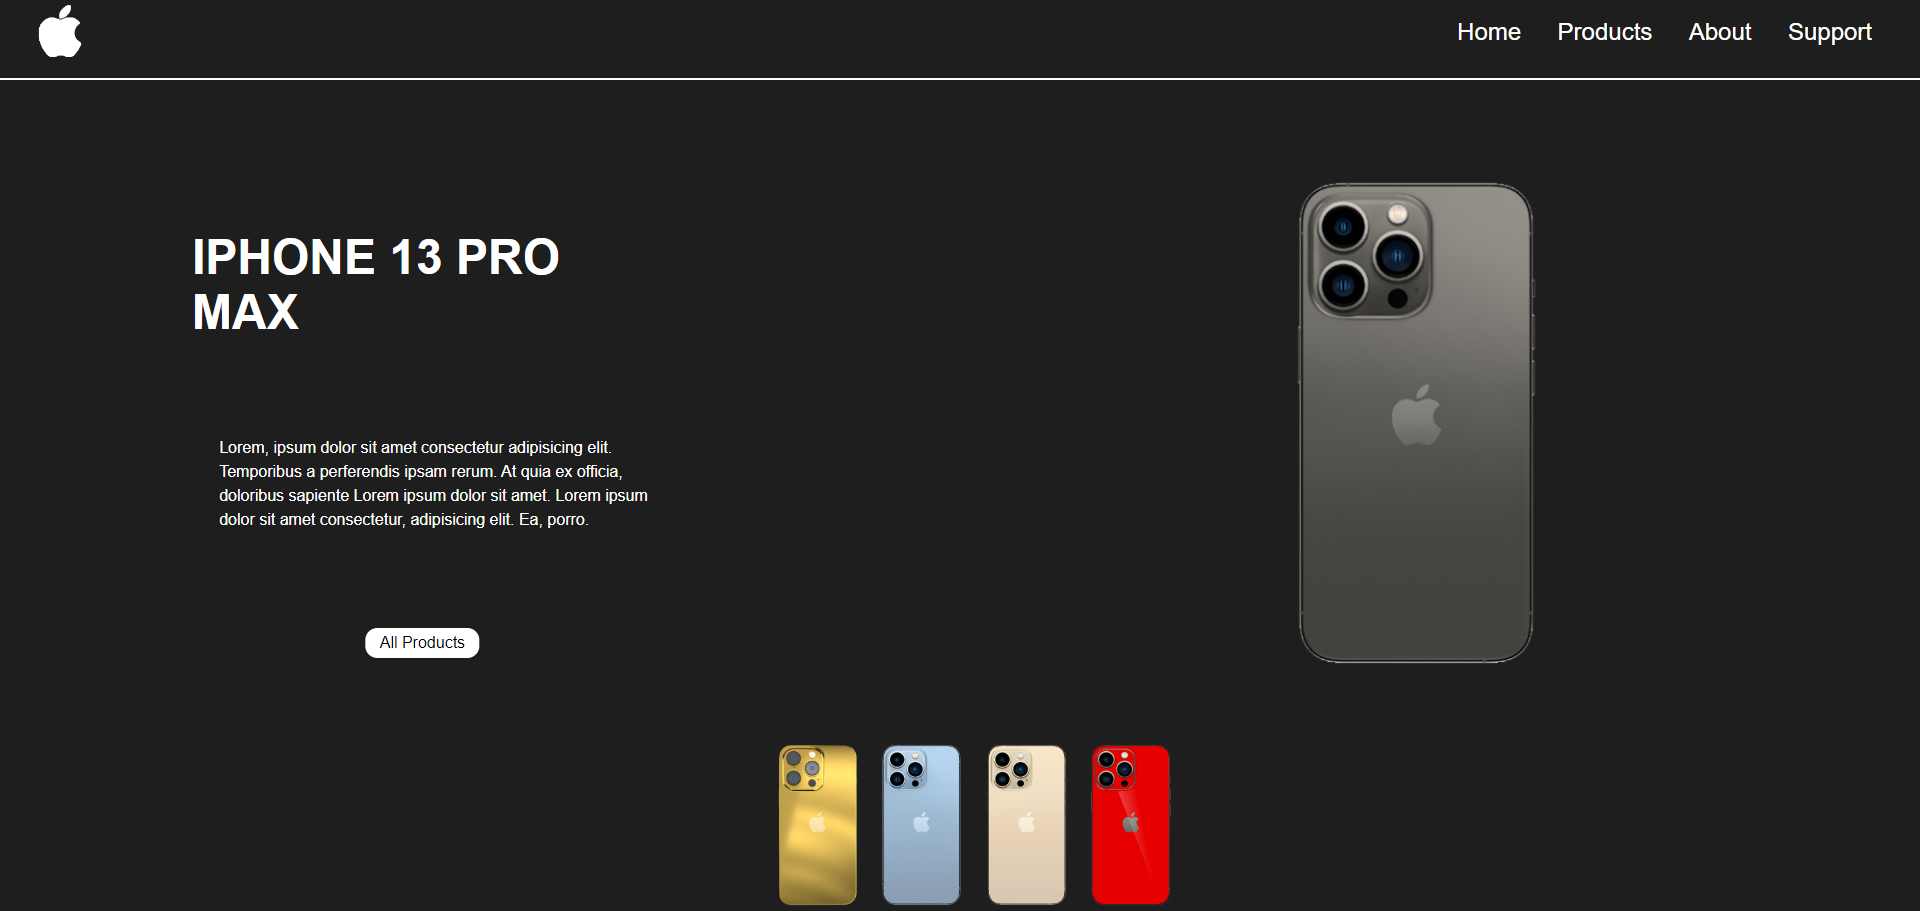 Home Products About Support
IPHONE 13 PRO
MAX
Lorem, ipsum dolor sit amet consectetur adipisicing elit.
Temporibus a perferendis ipsam rerum. At quia ex officia,
doloribus sapiente Lorem ipsum dolor sit amet. Lorem ipsum
dolor sit amet consectetur, adipisicing elit. Ea, porro.
All Products